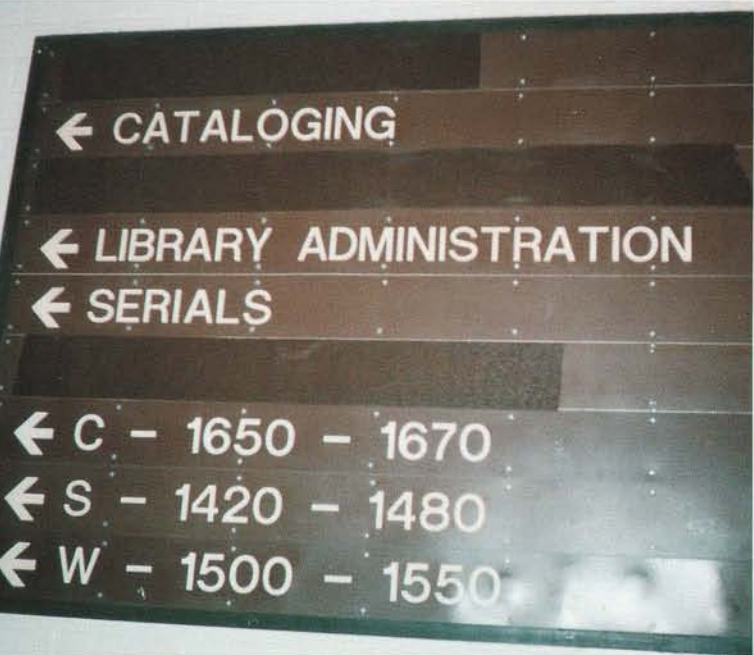 ← CATALOGING
← LIBRARY ADMINISTRATION
← SERIALS
← C - 1650 - 1670
← S - 1420 - 1480
← W - 1500 - 1550